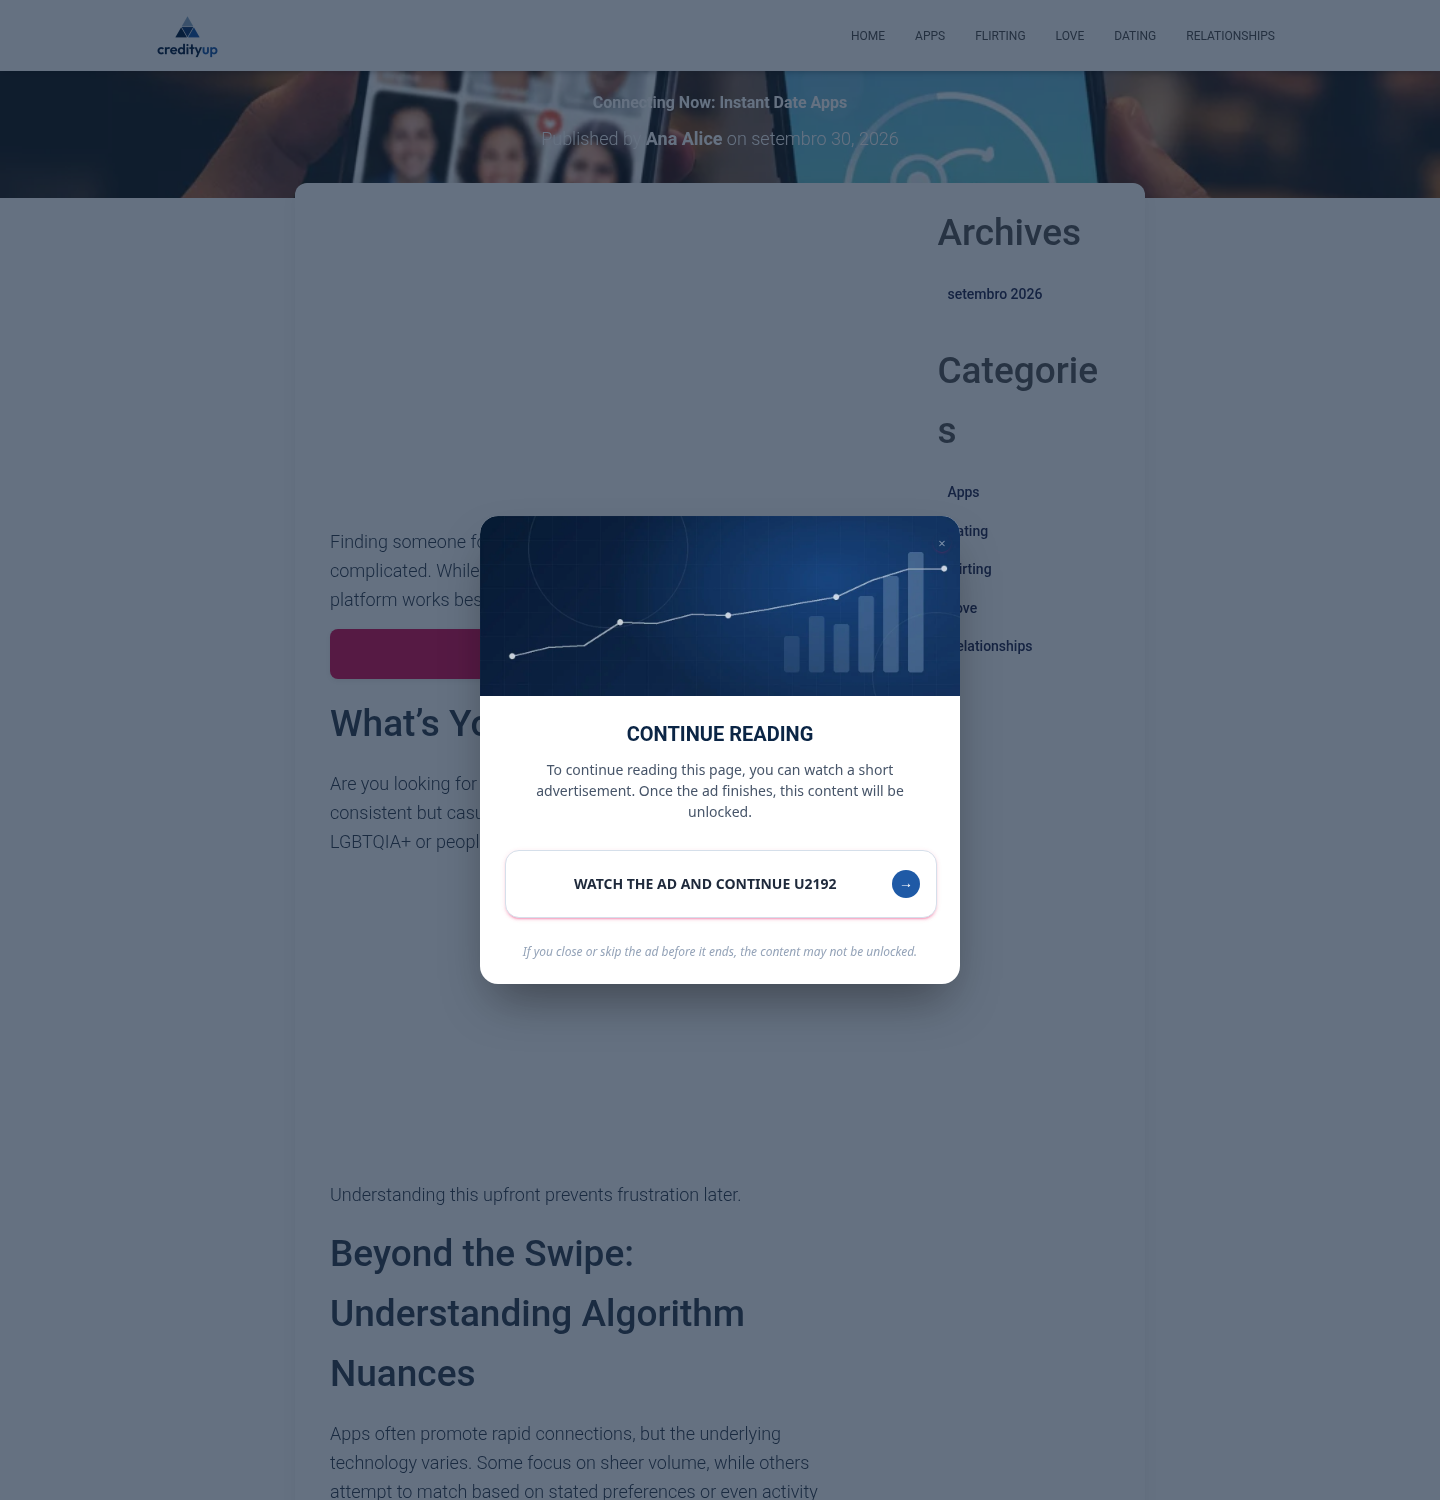 credityup
HOME APPS FLIRTING LOVE DATING RELATIONSHIPS
Connecting Now: Instant Date Apps
Published by Ana Alice on setembro 30, 2026
Archives
setembro 2026
Categorie
s
Apps
ating
irting
ove
elationships
Finding someone fo
complicated. While
platform works bes
What’s Yo
Are you looking for
consistent but casu
LGBTQIA+ or peopl
×
CONTINUE READING
To continue reading this page, you can watch a short
advertisement. Once the ad finishes, this content will be
unlocked.
WATCH THE AD AND CONTINUE U2192 →
If you close or skip the ad before it ends, the content may not be unlocked.
Understanding this upfront prevents frustration later.
Beyond the Swipe:
Understanding Algorithm
Nuances
Apps often promote rapid connections, but the underlying
technology varies. Some focus on sheer volume, while others
attempt to match based on stated preferences or even activity